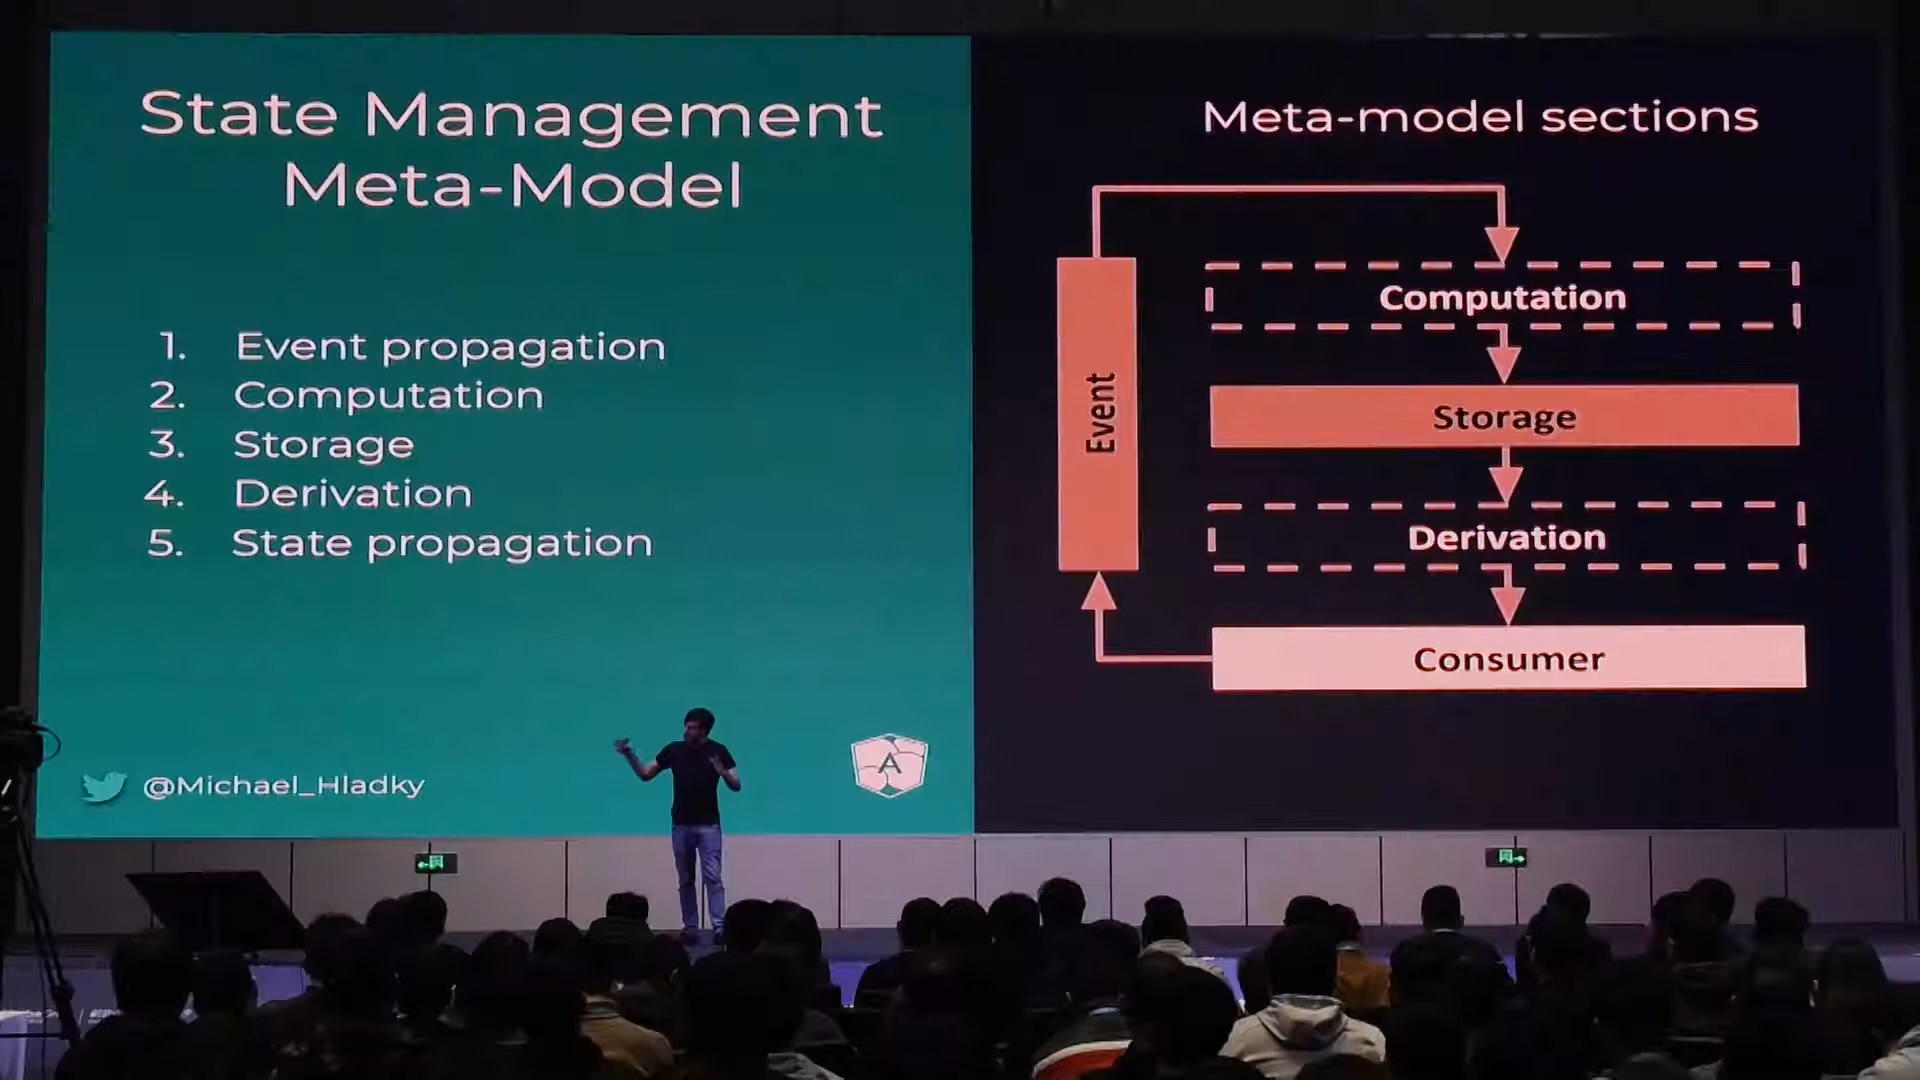 State Management
Meta-Model
1. Event propagation
2. Computation
3. Storage
4. Derivation
5. State propagation
@Michael_Hladky
A
Meta-model sections
Event
Computation
Storage
Derivation
Consumer